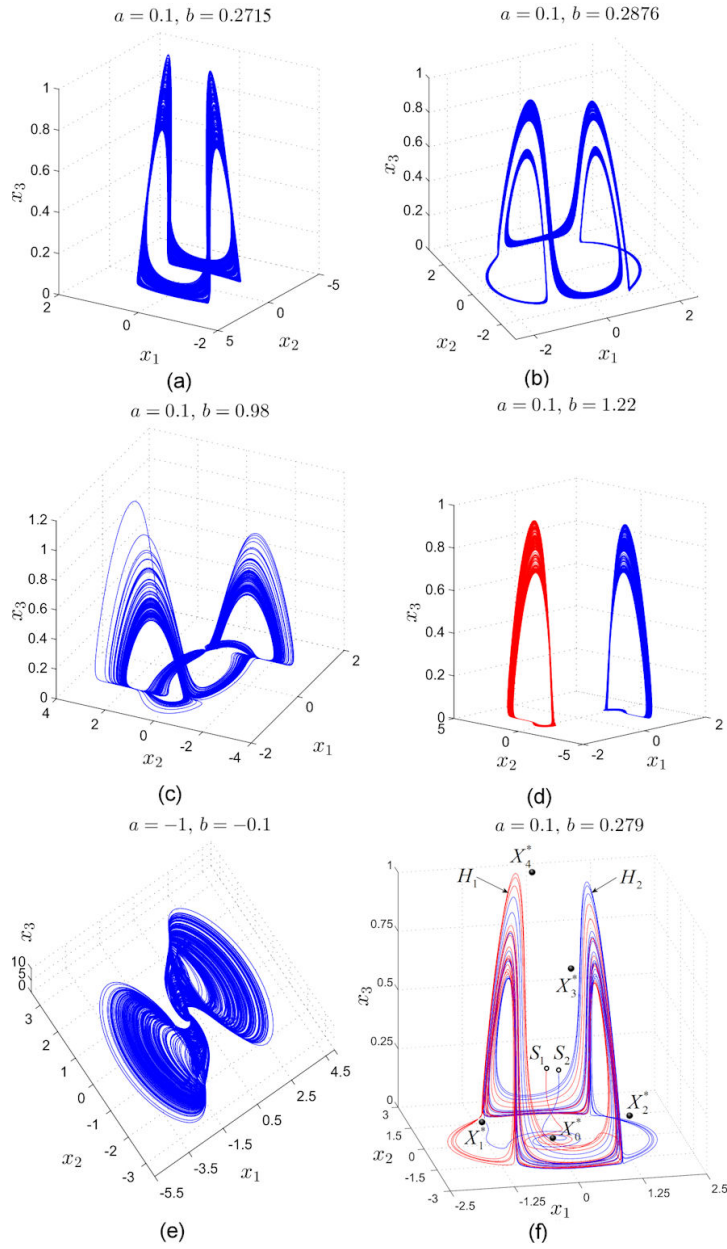 a = 0.1, b = 0.2715
1
0.8
0.6
0.4
0.2
0
x3
2
0
-2
x1
5
0
-5
x2
(a)
a = 0.1, b = 0.2876
1
0.8
0.6
0.4
0.2
0
x3
2
0
-2
x2
-2
0
2
x1
(b)
a = 0.1, b = 0.98
1.2
1
0.8
0.6
0.4
0.2
0
x3
4
2
0
-2
-4
x2
-2
0
2
x1
(c)
a = 0.1, b = 1.22
1
0.8
0.6
0.4
0.2
0
x3
5
0
-5
x2
-2
0
2
x1
(d)
a = −1, b = −0.1
10
5
0
x3
3
2
1
0
-1
-2
-3
x2
-5.5
-3.5
-1.5
0.5
2.5
4.5
x1
(e)
a = 0.1, b = 0.279
1
0.75
0.5
0.25
0
x3
X4*
H1
H2
X3*
S1 S2
X1*
X0*
X2*
3
1.5
0
-1.5
-3
x2
-2.5
-1.25
0
1.25
2.5
x1
(f)